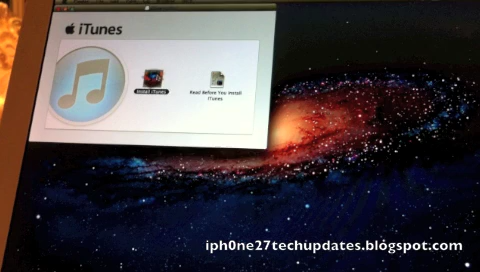 iTunes
Install iTunes
Read Before You Install
iTunes
iph0ne27techupdates.blogspot.com